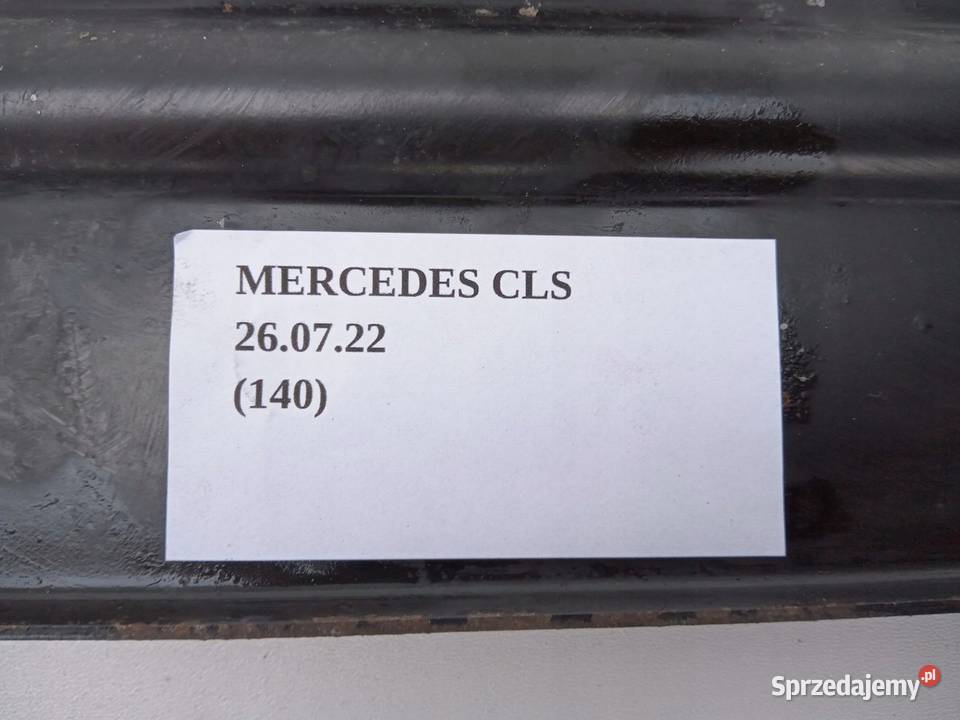 MERCEDES CLS
26.07.22
(140)
Sprzedajemy.pl